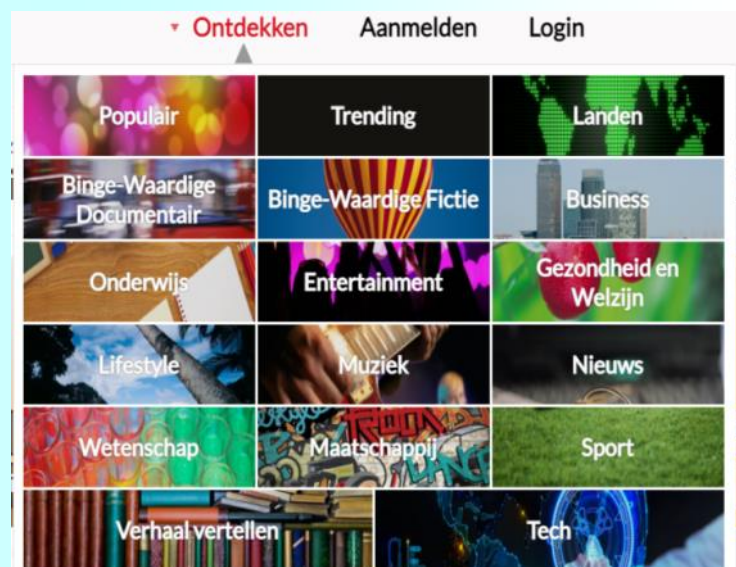 Ontdekken Aanmelden Login
Populair Trending Landen
Binge-Waardige
Documentair
Binge-Waardige Fictie
Business
Onderwijs Entertainment
Gezondheid en
Welzijn
Lifestyle Muziek Nieuws
Wetenschap Maatschappij Sport
Verhaal vertellen Tech